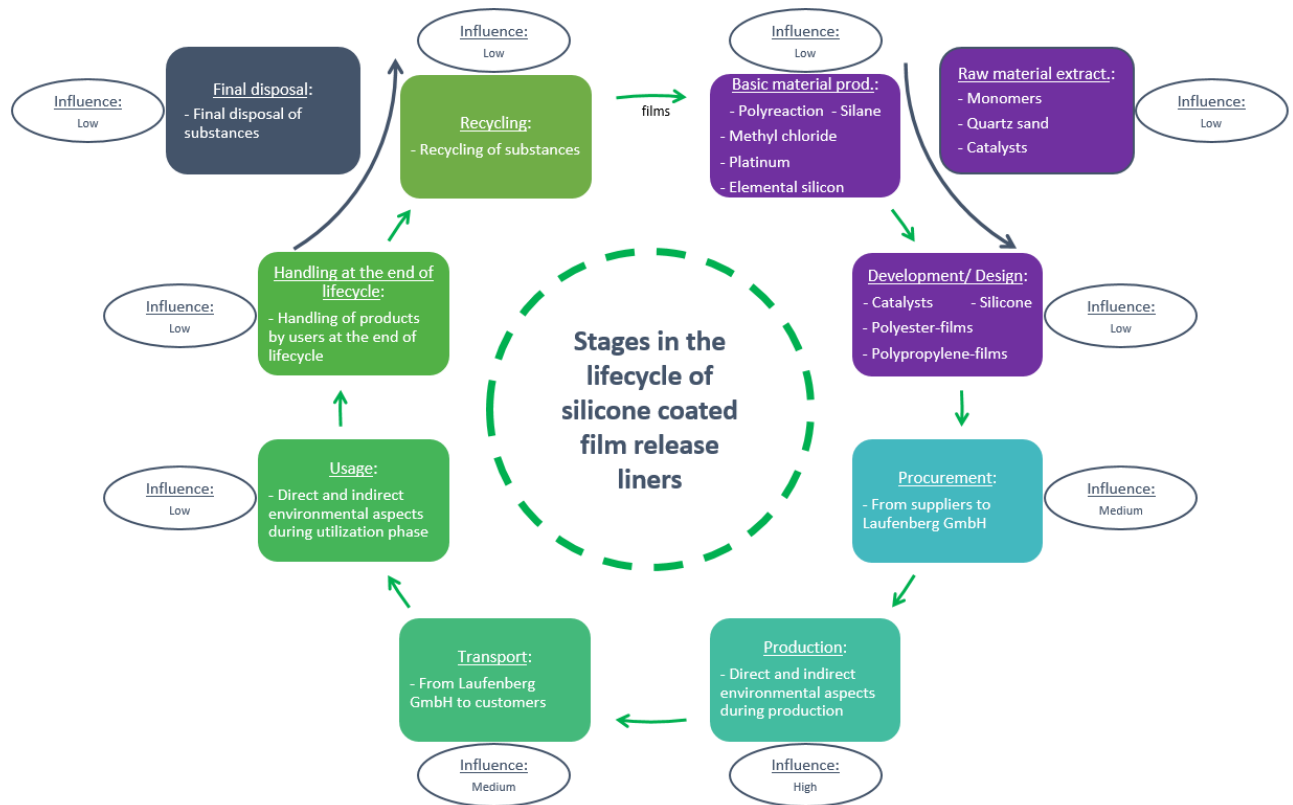 Influence:
Low
Final disposal:
- Final disposal of
substances
Influence:
Low
Recycling:
- Recycling of substances
films
Influence:
Low
Basic material prod.:
- Polyreaction - Silane
- Methyl chloride
- Platinum
- Elemental silicon
Raw material extract.:
- Monomers
- Quartz sand
- Catalysts
Influence:
Low
Handling at the end of
lifecycle:
- Handling of products
by users at the end of
lifecycle
Influence:
Low
Stages in the
lifecycle of
silicone coated
film release
liners
Development/ Design:
- Catalysts - Silicone
- Polyester-films
- Polypropylene-films
Influence:
Low
Influence:
Low
Usage:
- Direct and indirect
environmental aspects
during utilization phase
Procurement:
- From suppliers to
Laufenberg GmbH
Influence:
Medium
Transport:
- From Laufenberg
GmbH to customers
Influence:
Medium
Production:
- Direct and indirect
environmental aspects
during production
Influence:
High